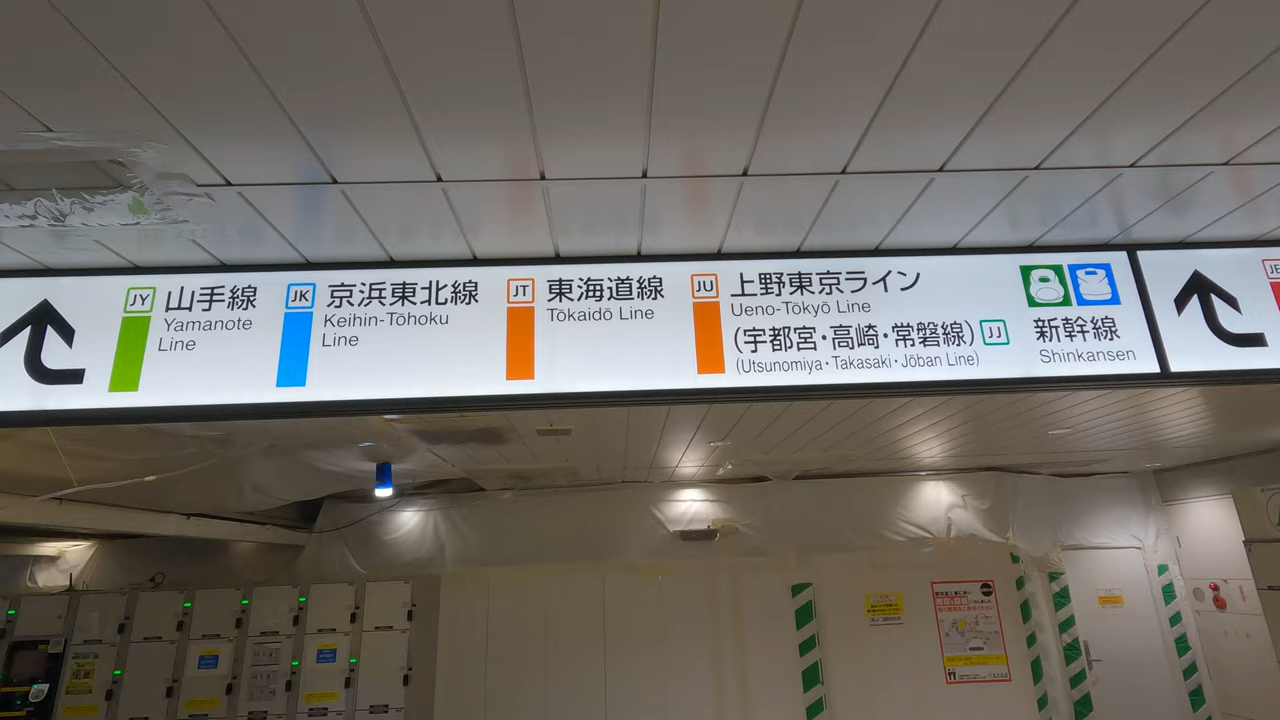 JY 山手線
Yamanote
Line
JK 京浜東北線
Keihin-Tōhoku
Line
JT 東海道線
Tōkaidō Line
JU 上野東京ライン
Ueno-Tōkyō Line
(宇都宮・高崎・常磐線) JJ
(Utsunomiya・Takasaki・Jōban Line)
新幹線
Shinkansen